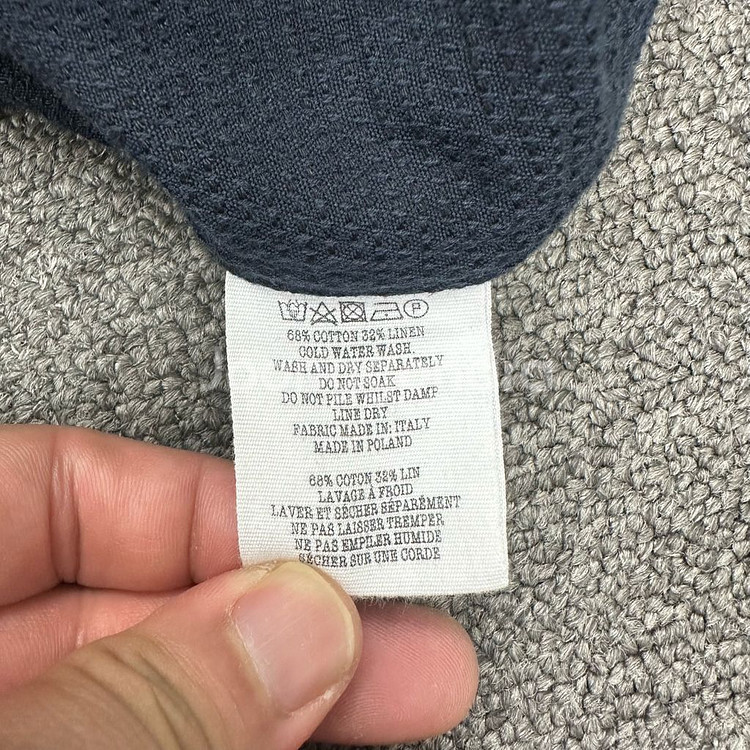 P
68% COTTON 32% LINEN
COLD WATER WASH.
WASH AND DRY SEPARATELY
DO NOT SOAK
DO NOT PILE WHILST DAMP
LINE DRY
FABRIC MADE IN: ITALY
MADE IN POLAND
68% COTON 32% LIN
LAVAGE À FROID
LAVER ET SÉCHER SÉPARÉMENT
NE PAS LAISSER TREMPER
NE PAS EMPILER HUMIDE
SÉCHER SUR UNE CORDE